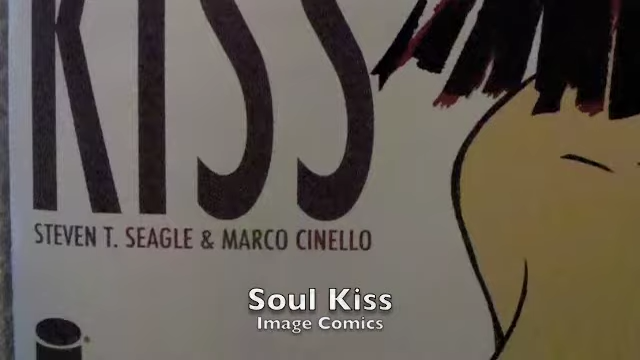 KISS
STEVEN T. SEAGLE & MARCO CINELLO
Soul Kiss
Image Comics